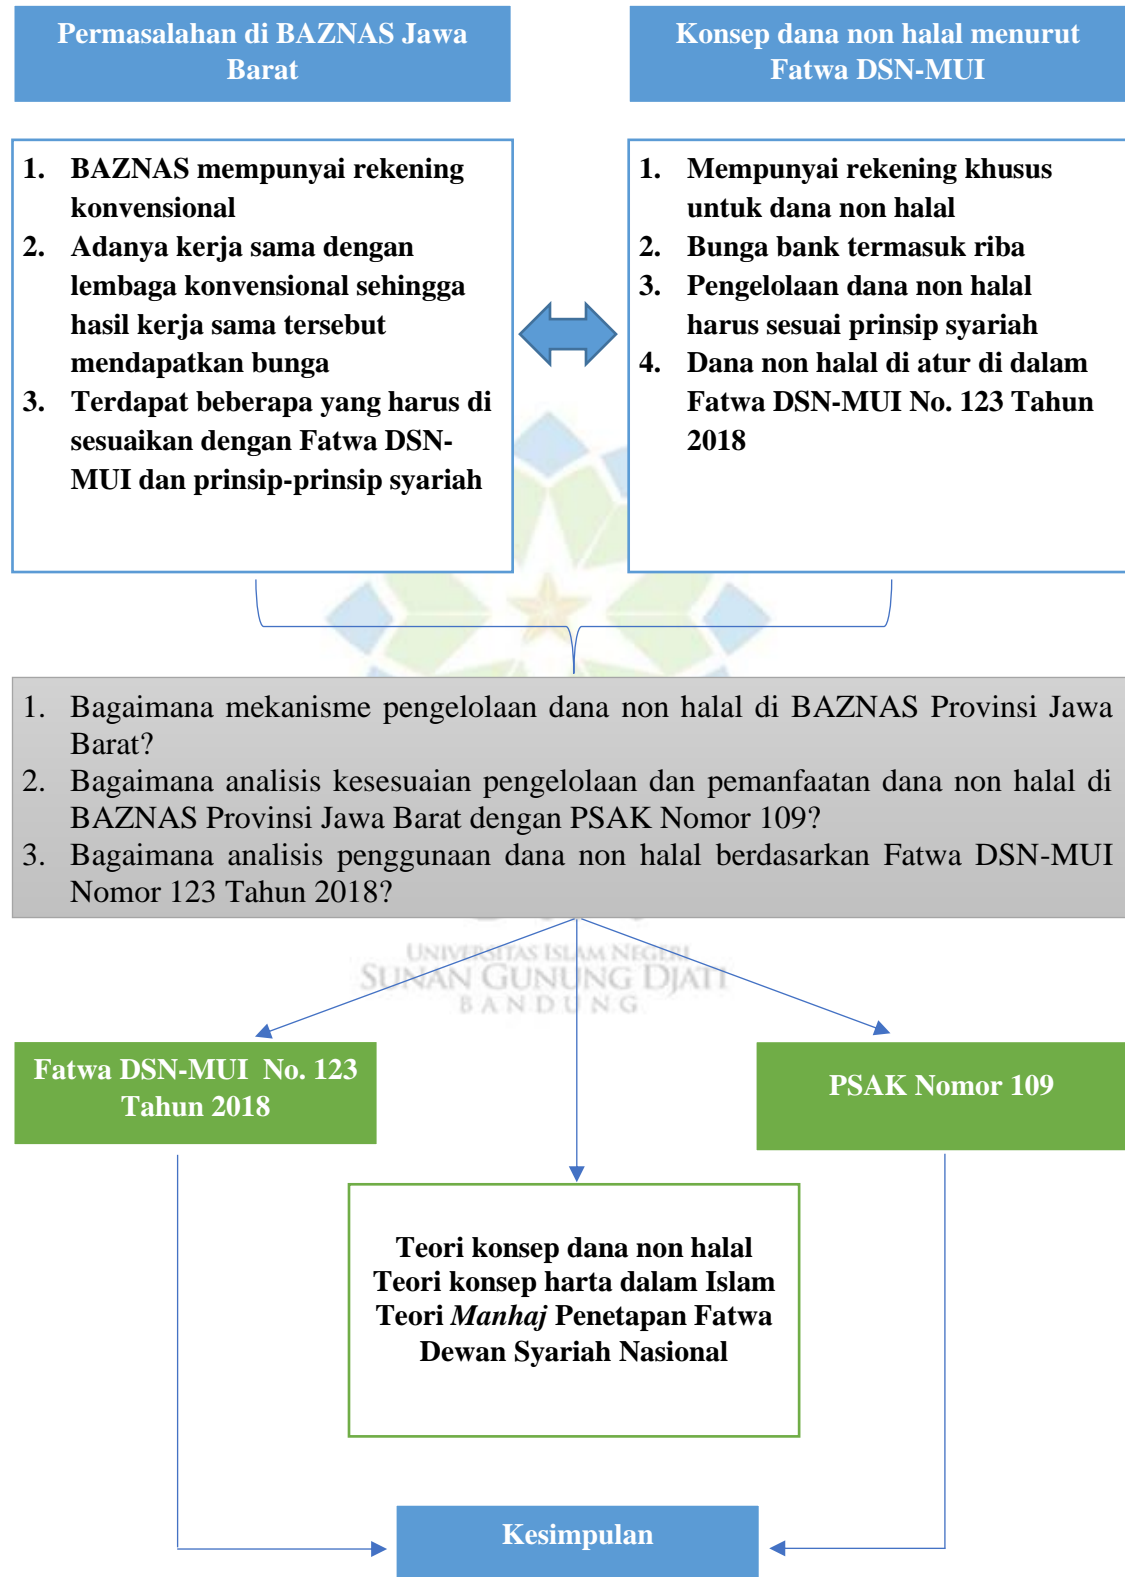 Permasalahan di BAZNAS Jawa
Barat
Konsep dana non halal menurut
Fatwa DSN-MUI
1. BAZNAS mempunyai rekening
konvensional
2. Adanya kerja sama dengan
lembaga konvensional sehingga
hasil kerja sama tersebut
mendapatkan bunga
3. Terdapat beberapa yang harus di
sesuaikan dengan Fatwa DSN-
MUI dan prinsip-prinsip syariah
1. Mempunyai rekening khusus
untuk dana non halal
2. Bunga bank termasuk riba
3. Pengelolaan dana non halal
harus sesuai prinsip syariah
4. Dana non halal di atur di dalam
Fatwa DSN-MUI No. 123 Tahun
2018
1. Bagaimana mekanisme pengelolaan dana non halal di BAZNAS Provinsi Jawa
Barat?
2. Bagaimana analisis kesesuaian pengelolaan dan pemanfaatan dana non halal di
BAZNAS Provinsi Jawa Barat dengan PSAK Nomor 109?
3. Bagaimana analisis penggunaan dana non halal berdasarkan Fatwa DSN-MUI
Nomor 123 Tahun 2018?
UNIVERSITAS ISLAM NEGERI
SUNAN GUNUNG DJATI
BANDUNG
Fatwa DSN-MUI No. 123
Tahun 2018
PSAK Nomor 109
Teori konsep dana non halal
Teori konsep harta dalam Islam
Teori Manhaj Penetapan Fatwa
Dewan Syariah Nasional
Kesimpulan